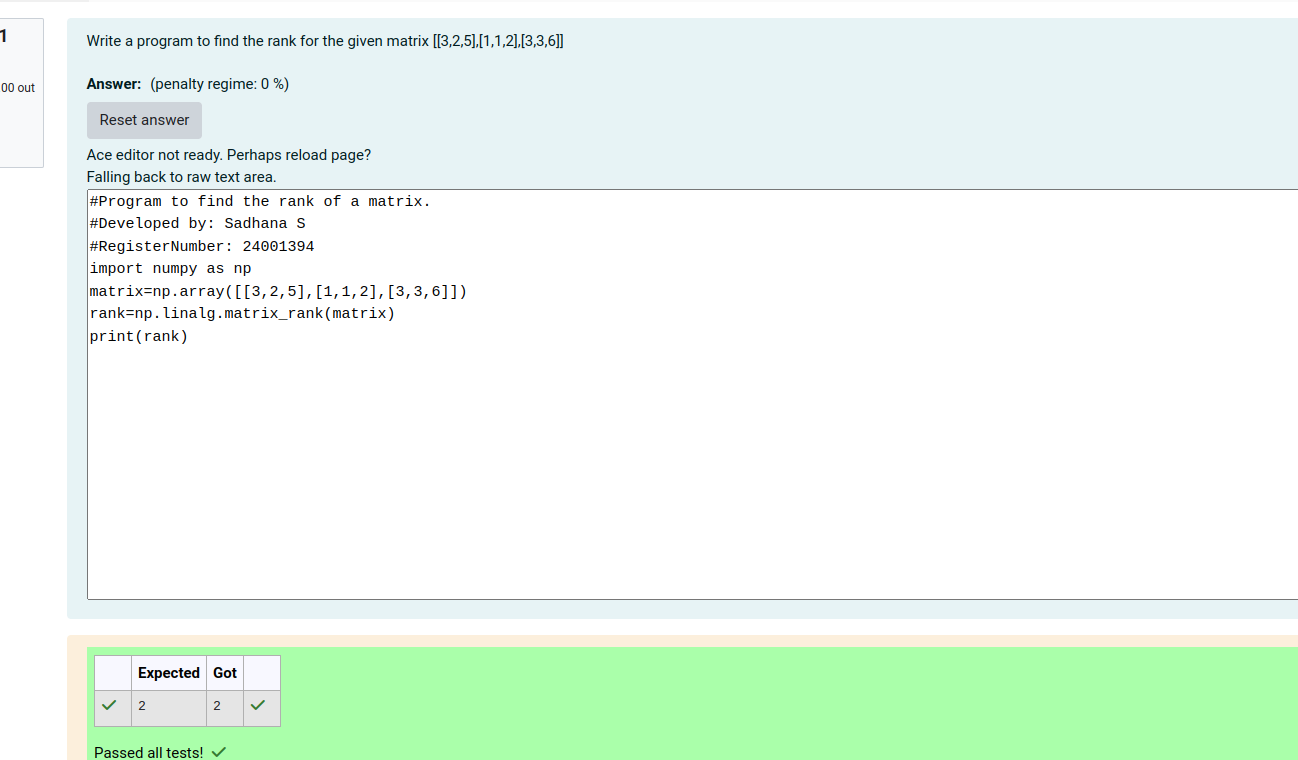 1
00 out
Write a program to find the rank for the given matrix [[3,2,5],[1,1,2],[3,3,6]]
Answer: (penalty regime: 0 %)
Reset answer
Ace editor not ready. Perhaps reload page?
Falling back to raw text area.
#Program to find the rank of a matrix.
#Developed by: Sadhana S
#RegisterNumber: 24001394
import numpy as np
matrix=np.array([[3,2,5],[1,1,2],[3,3,6]])
rank=np.linalg.matrix_rank(matrix)
print(rank)
Expected Got
2 2
Passed all tests!